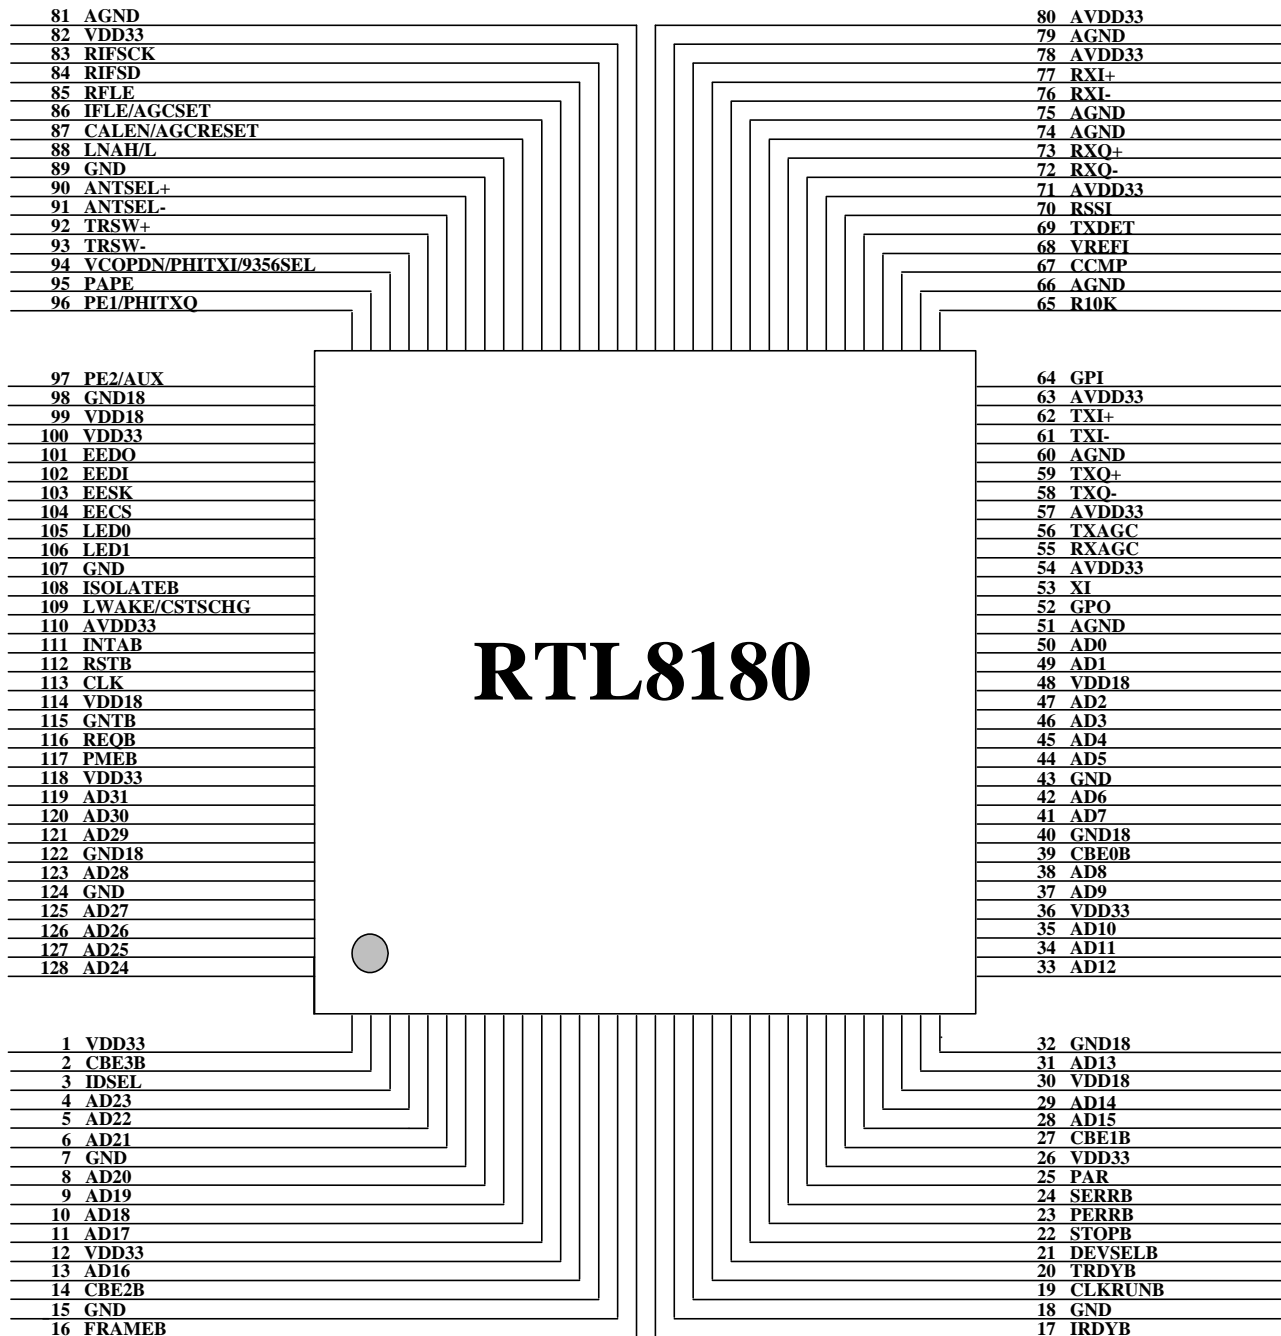 81 AGND
82 VDD33
83 RIFSCK
84 RIFSD
85 RFLE
86 IFLE/AGCSET
87 CALEN/AGCRESET
88 LNAH/L
89 GND
90 ANTSEL+
91 ANTSEL-
92 TRSW+
93 TRSW-
94 VCOPDN/PHITXI/9356SEL
95 PAPE
96 PE1/PHITXQ
80 AVDD33
79 AGND
78 AVDD33
77 RXI+
76 RXI-
75 AGND
74 AGND
73 RXQ+
72 RXQ-
71 AVDD33
70 RSSI
69 TXDET
68 VREFI
67 CCMP
66 AGND
65 R10K
97 PE2/AUX
98 GND18
99 VDD18
100 VDD33
101 EEDO
102 EEDI
103 EESK
104 EECS
105 LED0
106 LED1
107 GND
108 ISOLATEB
109 LWAKE/CSTSCHG
110 AVDD33
111 INTAB
112 RSTB
113 CLK
114 VDD18
115 GNTB
116 REQB
117 PMEB
118 VDD33
119 AD31
120 AD30
121 AD29
122 GND18
123 AD28
124 GND
125 AD27
126 AD26
127 AD25
128 AD24
RTL8180
64 GPI
63 AVDD33
62 TXI+
61 TXI-
60 AGND
59 TXQ+
58 TXQ-
57 AVDD33
56 TXAGC
55 RXAGC
54 AVDD33
53 XI
52 GPO
51 AGND
50 AD0
49 AD1
48 VDD18
47 AD2
46 AD3
45 AD4
44 AD5
43 GND
42 AD6
41 AD7
40 GND18
39 CBE0B
38 AD8
37 AD9
36 VDD33
35 AD10
34 AD11
33 AD12
1 VDD33
2 CBE3B
3 IDSEL
4 AD23
5 AD22
6 AD21
7 GND
8 AD20
9 AD19
10 AD18
11 AD17
12 VDD33
13 AD16
14 CBE2B
15 GND
16 FRAMEB
32 GND18
31 AD13
30 VDD18
29 AD14
28 AD15
27 CBE1B
26 VDD33
25 PAR
24 SERRB
23 PERRB
22 STOPB
21 DEVSELB
20 TRDYB
19 CLKRUNB
18 GND
17 IRDYB